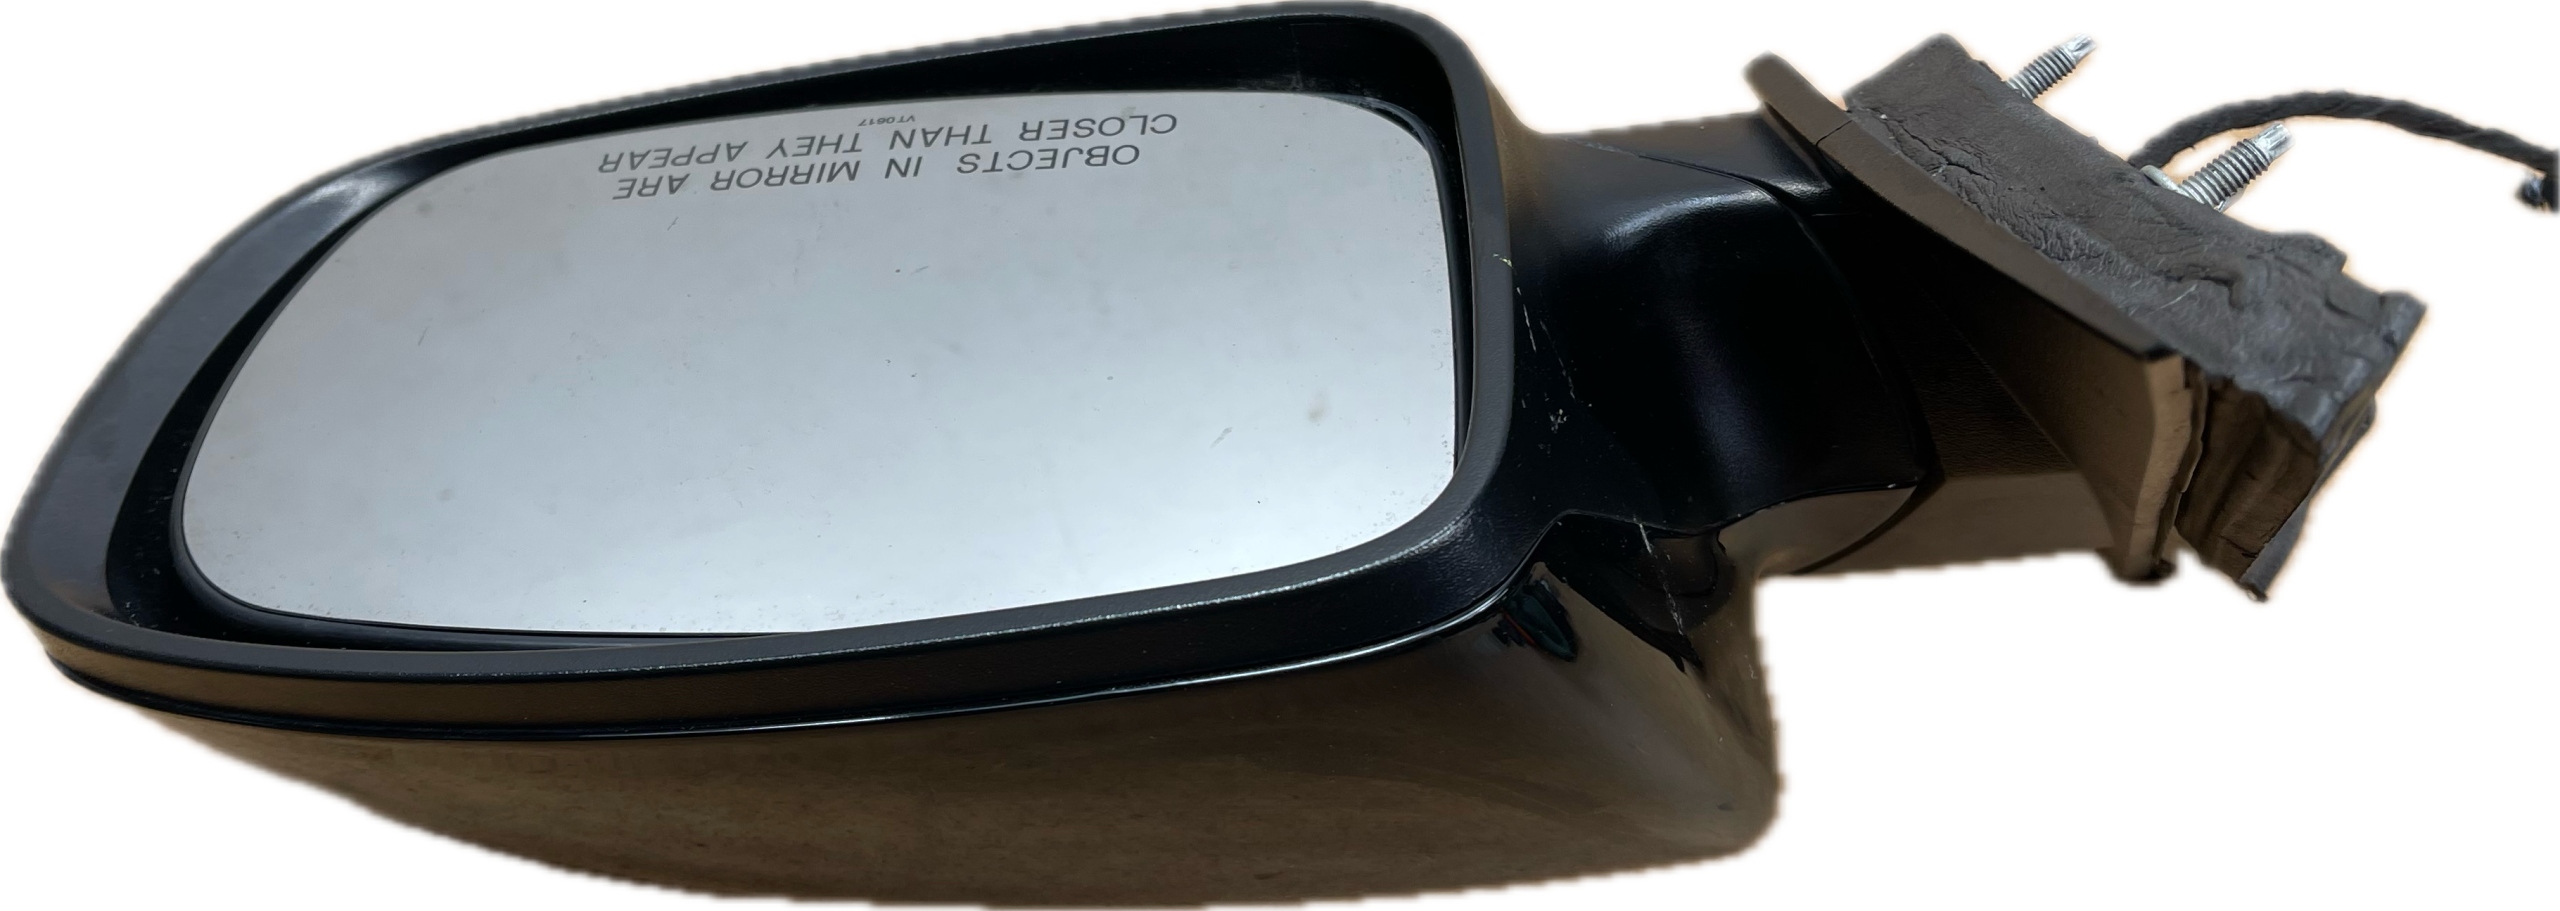 OBJECTS IN MIRROR ARE
CLOSER THAN THEY APPEAR
VT0617